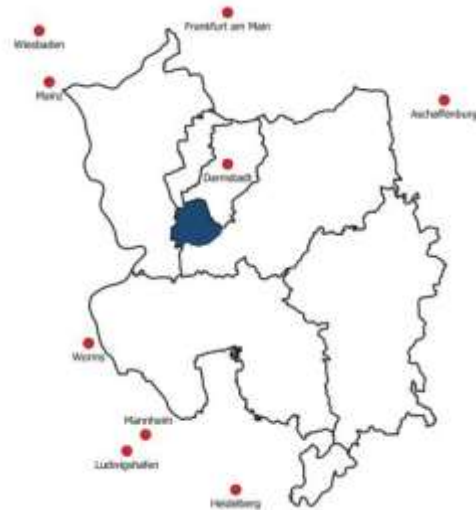 Frankfurt am Main
Wiesbaden
Mainz
Aschaffenburg
Darmstadt
Worms
Mannheim
Ludwigshafen
Heidelberg